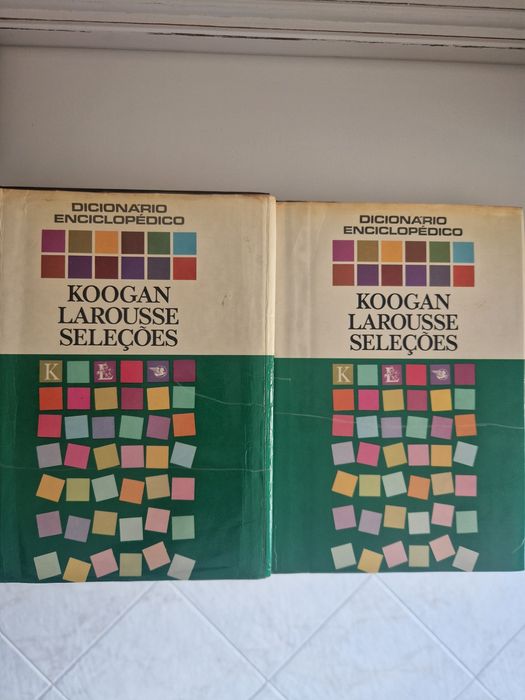 DICIONÁRIO
ENCICLOPÉDICO
KOOGAN
LAROUSSE
SELEÇÕES
K L
DICIONÁRIO
ENCICLOPÉDICO
KOOGAN
LAROUSSE
SELEÇÕES
K L